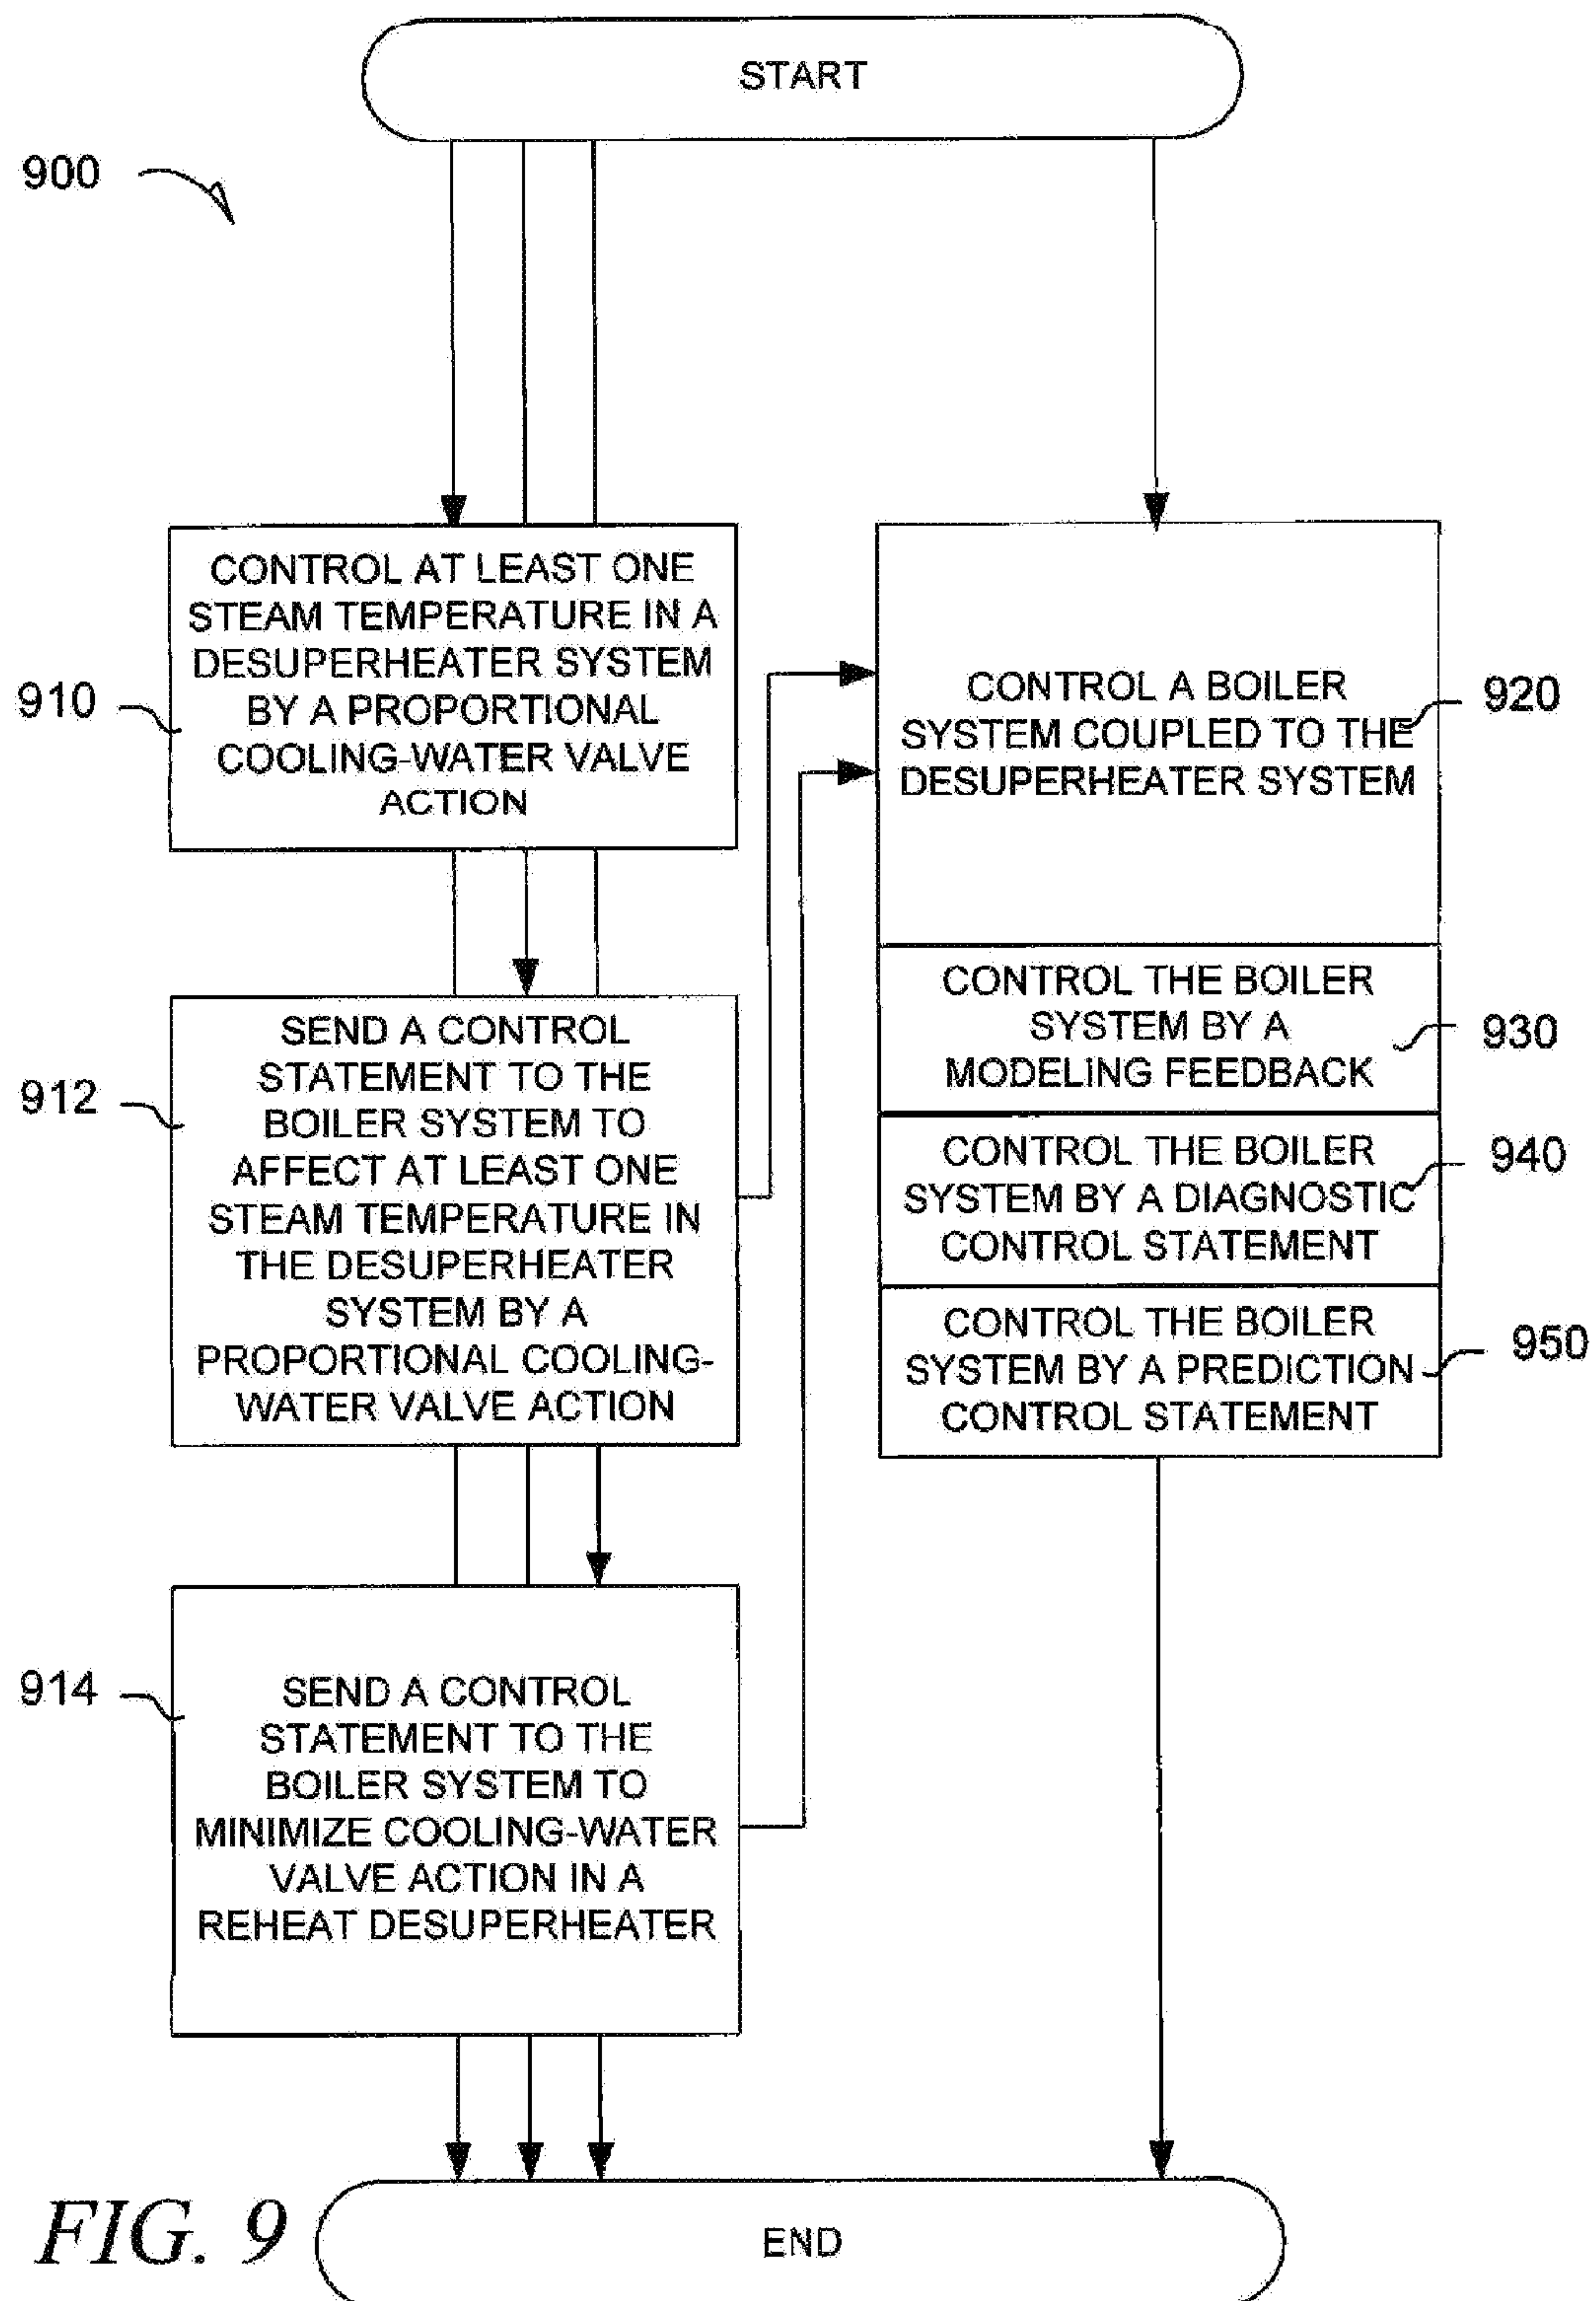 START
900
CONTROL AT LEAST ONE
STEAM TEMPERATURE IN A
DESUPERHEATER SYSTEM
BY A PROPORTIONAL
COOLING-WATER VALVE
ACTION
910
CONTROL A BOILER
SYSTEM COUPLED TO THE
DESUPERHEATER SYSTEM
920
CONTROL THE BOILER
SYSTEM BY A
MODELING FEEDBACK
930
SEND A CONTROL
STATEMENT TO THE
BOILER SYSTEM TO
AFFECT AT LEAST ONE
STEAM TEMPERATURE IN
THE DESUPERHEATER
SYSTEM BY A
PROPORTIONAL COOLING-
WATER VALVE ACTION
912
CONTROL THE BOILER
SYSTEM BY A DIAGNOSTIC
CONTROL STATEMENT
940
CONTROL THE BOILER
SYSTEM BY A PREDICTION
CONTROL STATEMENT
950
914
SEND A CONTROL
STATEMENT TO THE
BOILER SYSTEM TO
MINIMIZE COOLING-WATER
VALVE ACTION IN A
REHEAT DESUPERHEATER
FIG. 9
END